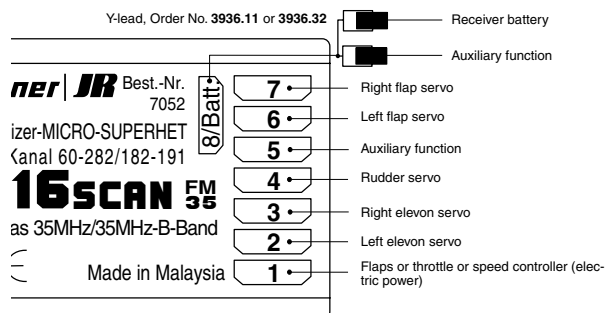 Y-lead, Order No. 3936.11 or 3936.32
Receiver battery
Auxiliary function
ner JR Best.-Nr.
7052
8/Batt.
izer-MICRO-SUPERHET
Kanal 60-282/182-191
16SCAN FM
35
as 35MHz/35MHz-B-Band
Made in Malaysia
7 Right flap servo
6 Left flap servo
5 Auxiliary function
4 Rudder servo
3 Right elevon servo
2 Left elevon servo
1 Flaps or throttle or speed controller (elec-
tric power)